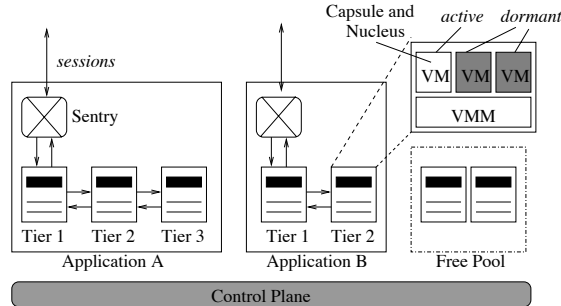 Capsule and
Nucleus
active
dormant
sessions
VM
VM
VM
VMM
Sentry
Tier 1
Tier 2
Tier 3
Tier 1
Tier 2
Application A
Application B
Free Pool
Control Plane